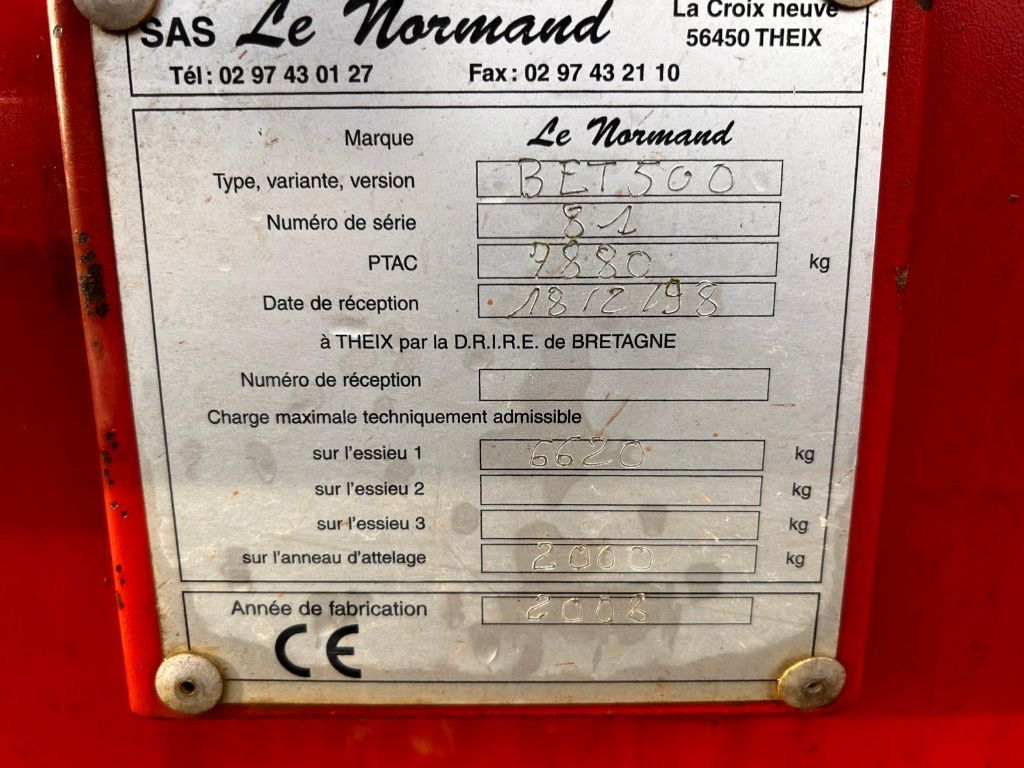 SAS Le Normand La Croix neuve
56450 THEIX
Tél : 02 97 43 01 27 Fax : 02 97 43 21 10
Marque Le Normand
Type, variante, version BET500
Numéro de série 81
PTAC 7880 kg
Date de réception 18/2/98
à THEIX par la D.R.I.R.E. de BRETAGNE
Numéro de réception
Charge maximale techniquement admissible
sur l'essieu 1 6620 kg
sur l'essieu 2 kg
sur l'essieu 3 kg
sur l'anneau d'attelage 2000 kg
Année de fabrication 2008
CE